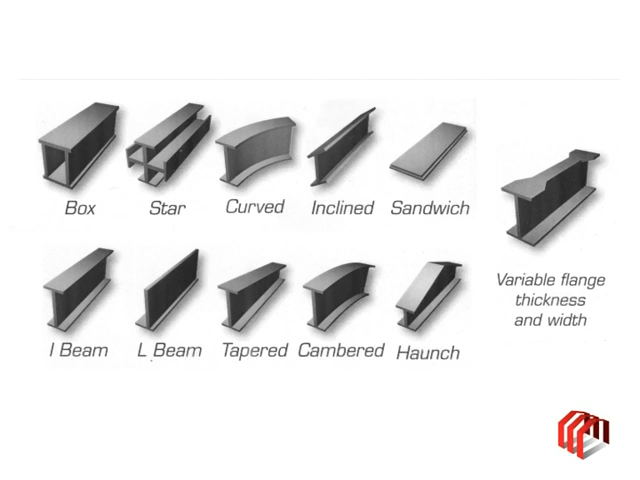 Box
Star
Curved
Inclined
Sandwich
I Beam
L Beam
Tapered
Cambered
Haunch
Variable flange
thickness
and width